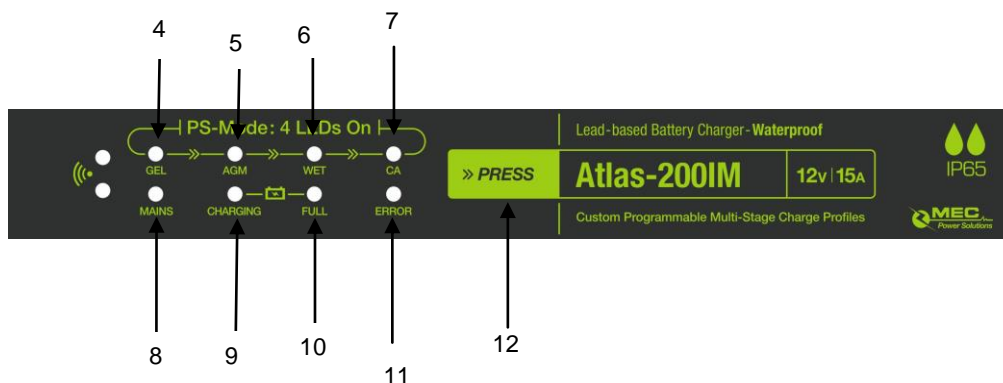 4 5 6 7
PS-Mode: 4 LEDs On
GEL AGM WET CA
MAINS CHARGING FULL ERROR
» PRESS
Lead-based Battery Charger - Waterproof
Atlas-200IM
12V | 15A
Custom Programmable Multi-Stage Charge Profiles
IP65
MEC
Power Solutions
8 9 10 11 12